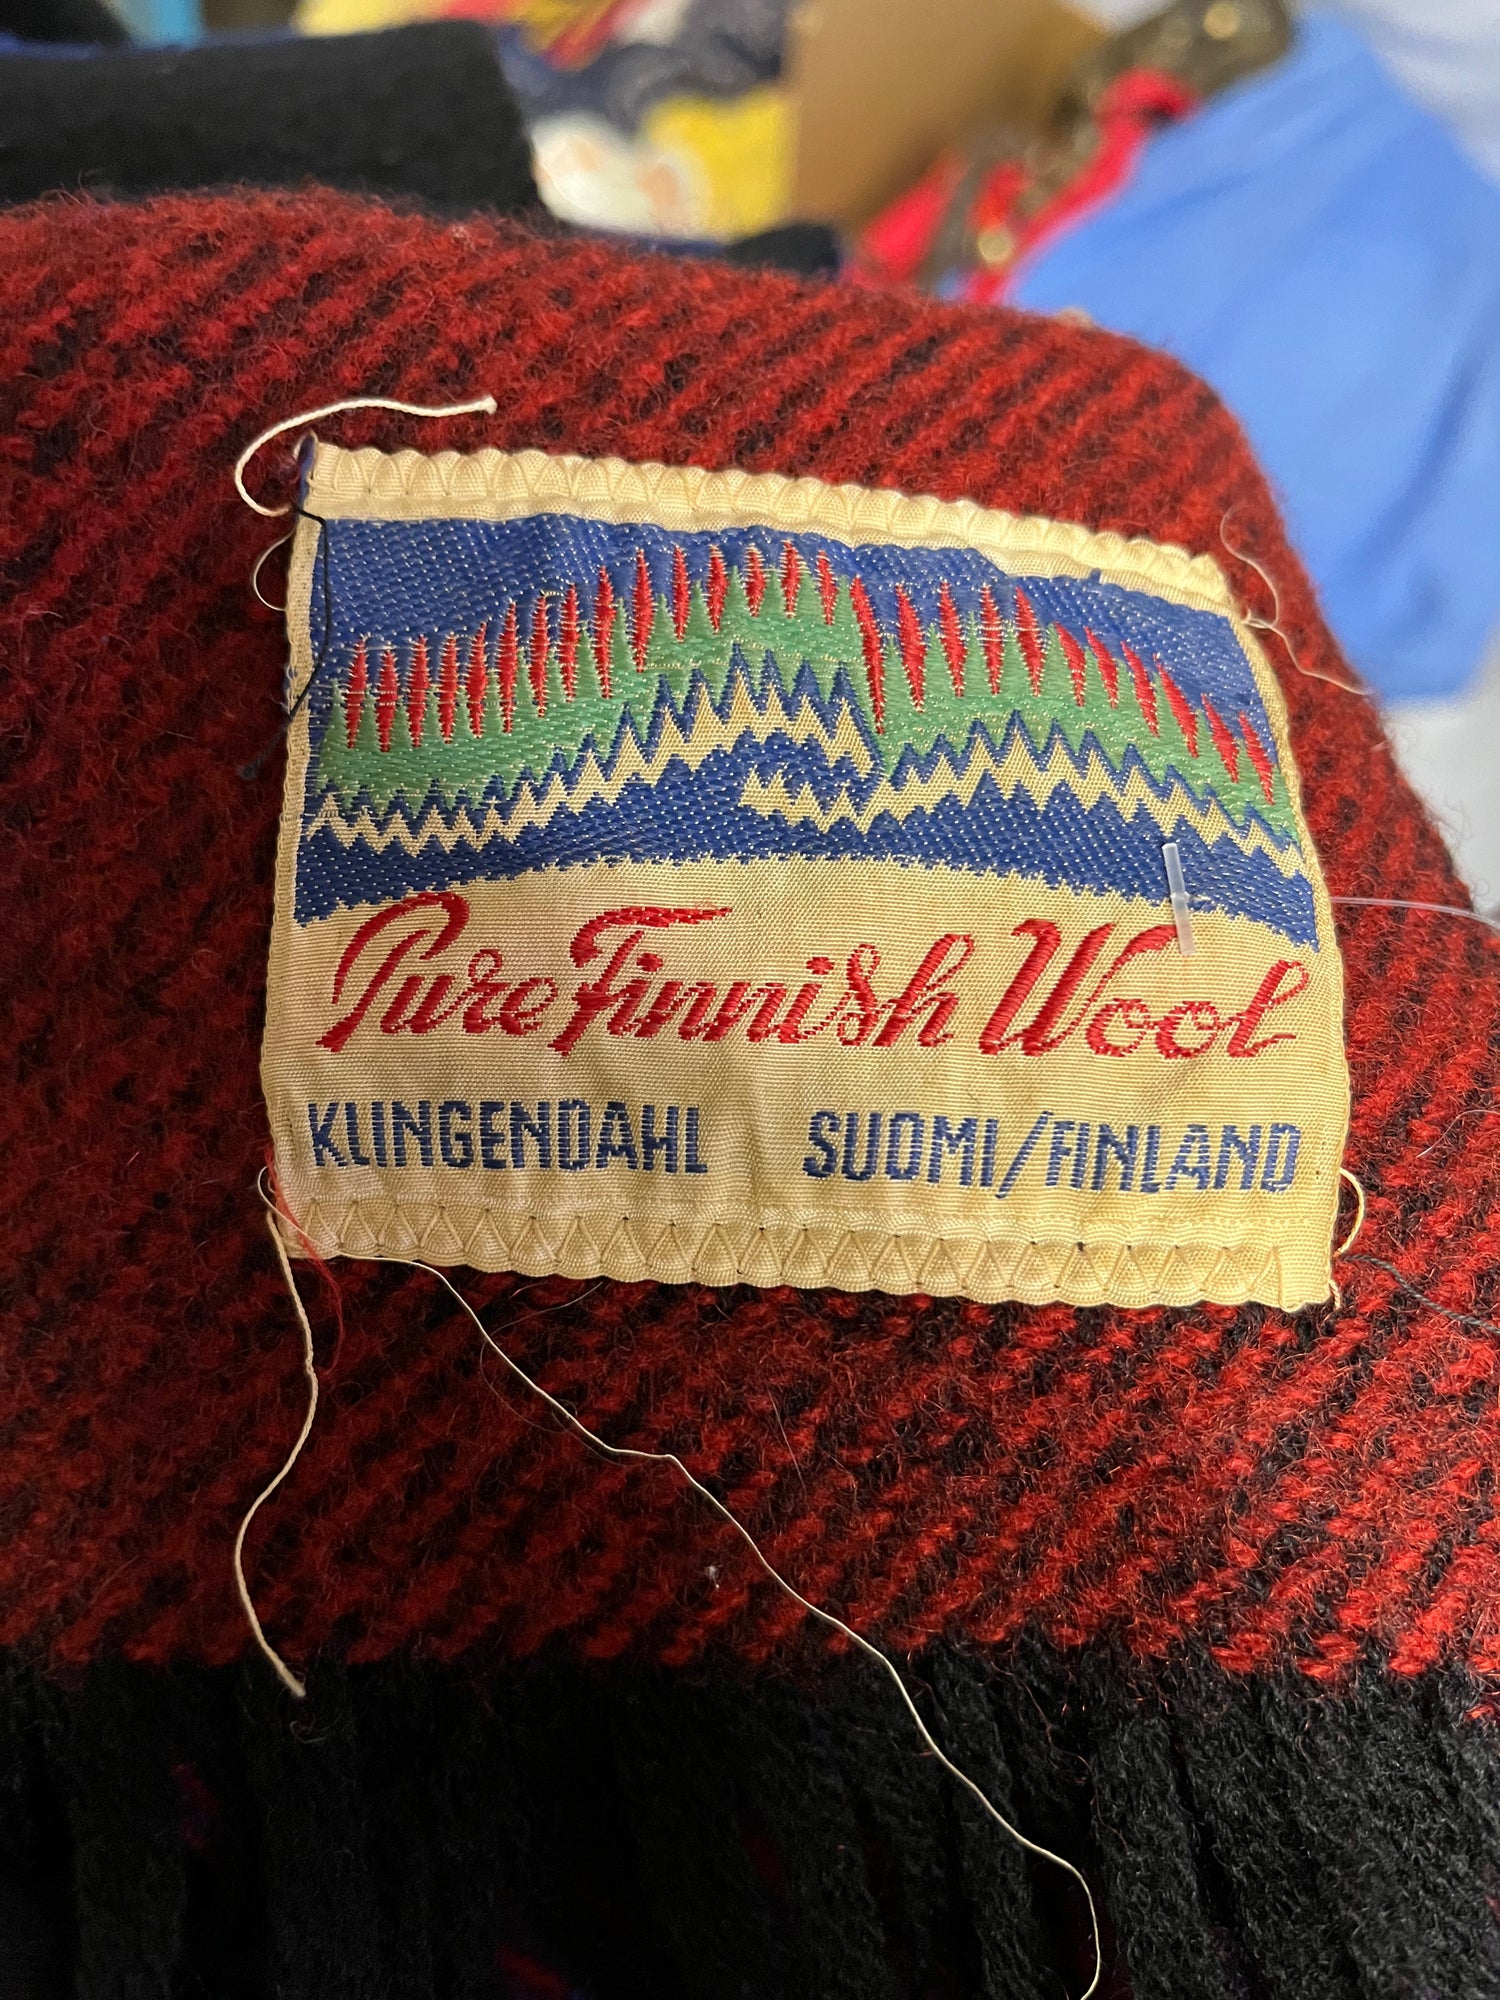 Pure Finnish Wool
KLINGENDAHL SUOMI/FINLAND